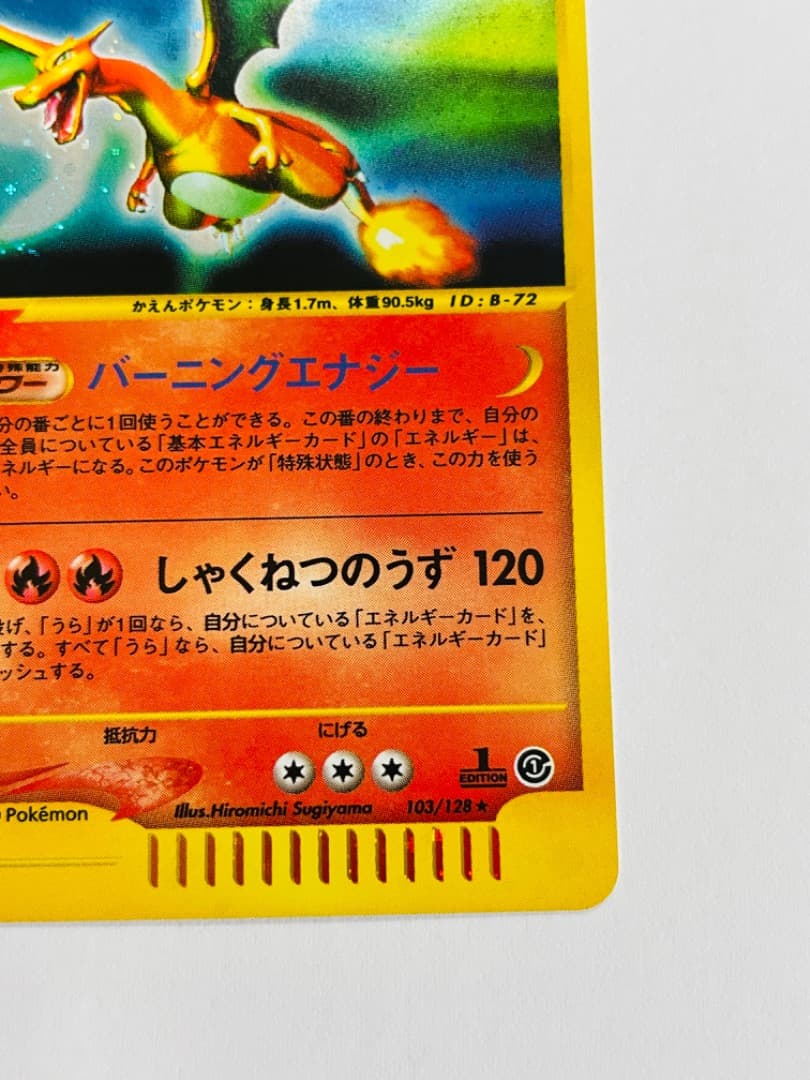 かえんポケモン：身長1.7m、体重90.5kg ID：B-72
殊能力
ワー
バーニングエナジー
分の番ごとに1回使うことができる。この番の終わりまで、自分の
全員についている「基本エネルギーカード」の「エネルギー」は、
ネルギーになる。このポケモンが「特殊状態」のとき、この力を使う
い。
しゃくねつのうず 120
げ、「うら」が1回なら、自分についている「エネルギーカード」を、
する。すべて「うら」なら、自分についている「エネルギーカード」
ッシュする。
抵抗力 にげる
1
EDITION
Pokémon
Illus.Hiromichi Sugiyama 103/128★